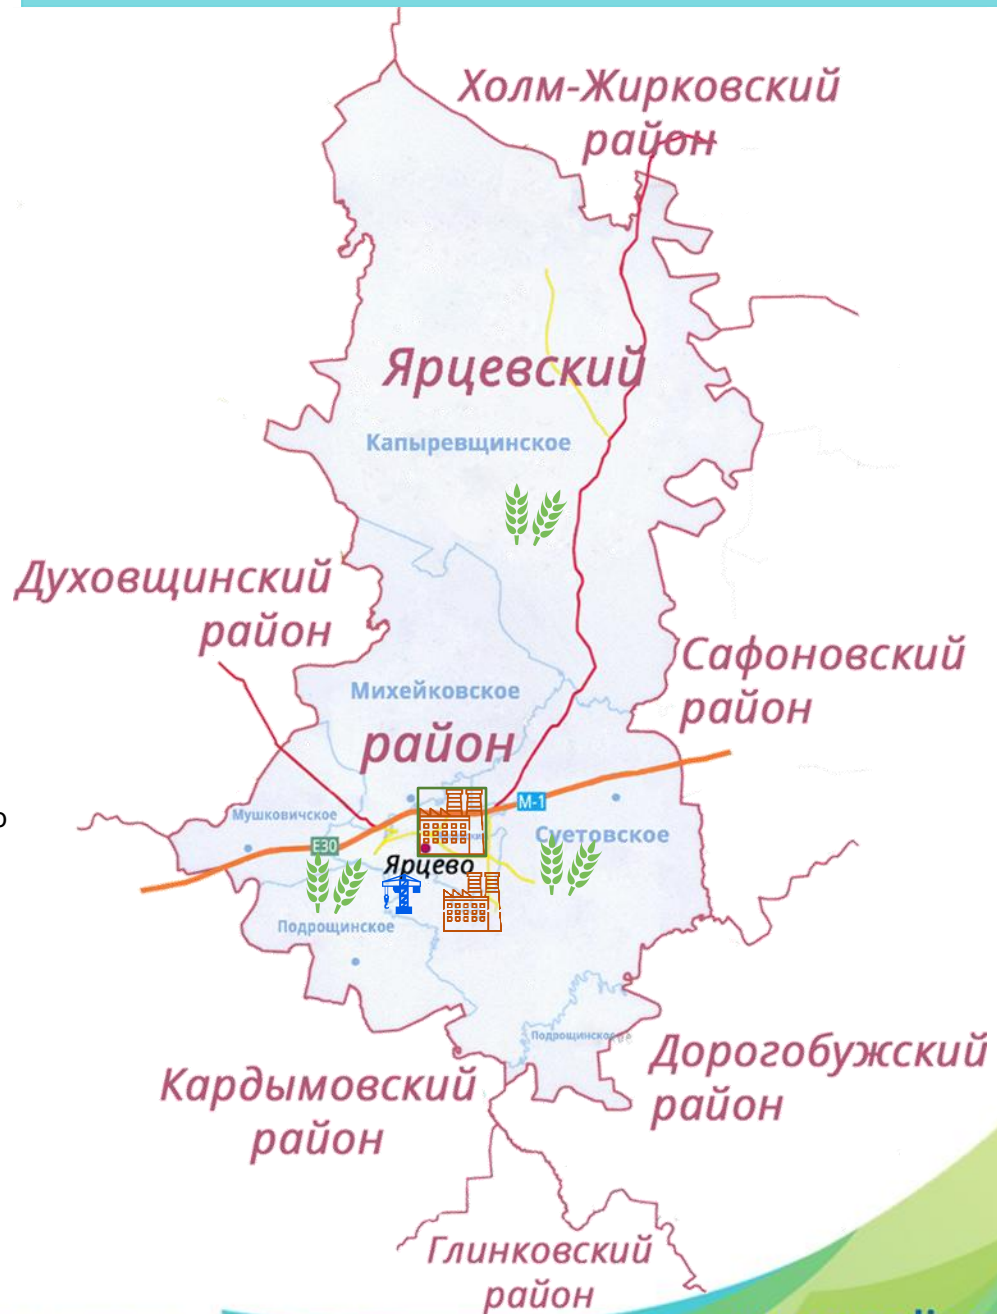 Холм-Жирковский
район
Ярцевский
Капыревщинское
Духовщинский
район
Сафоновский
район
Михейковское
район
М-1
о
Мушковичское
Суетовское
E30
Ярцево
Подрощинское
Подрощинское
Дорогобужский
район
Кардымовский
район
Глинковский
район